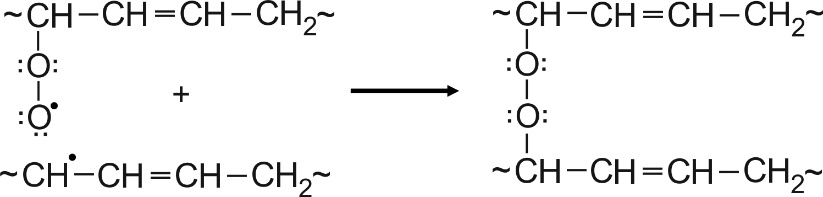 ~CH–CH=CH–CH₂~ ~CH–CH=CH–CH₂~
:O: :O:
:O• + :O:
~CH•–CH=CH–CH₂~ ~CH–CH=CH–CH₂~